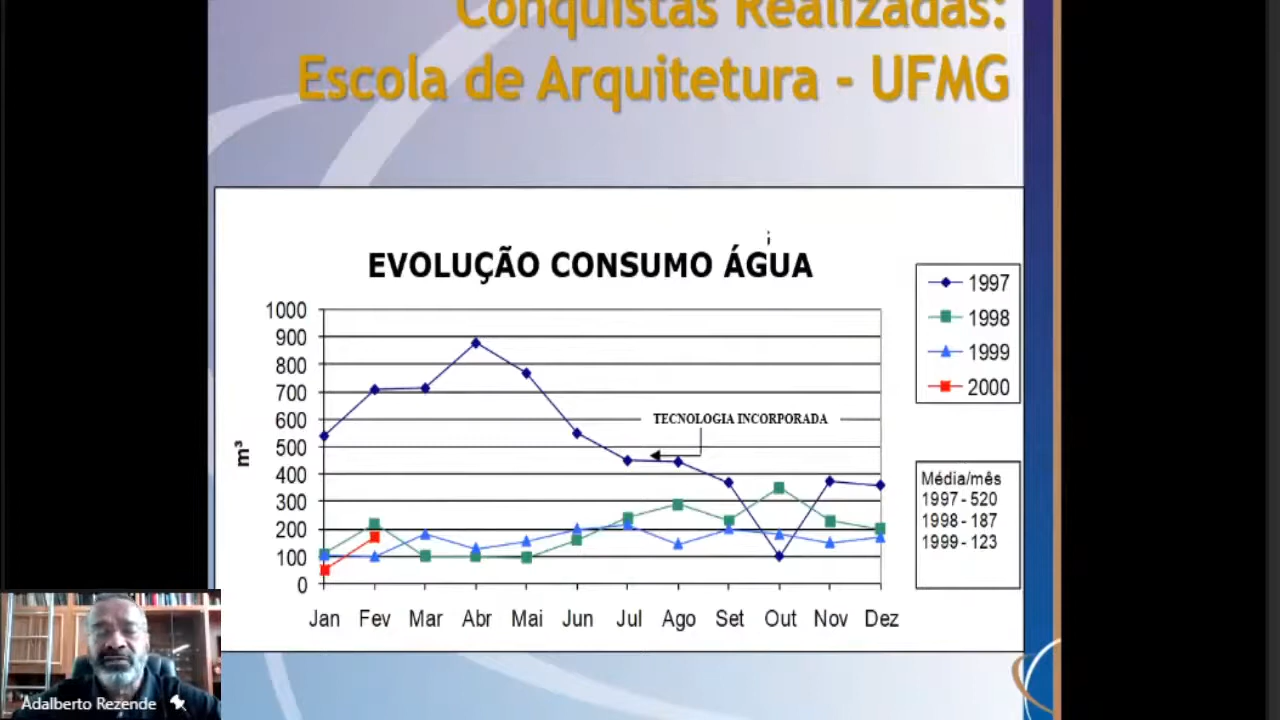 Conquistas Realizadas:
Escola de Arquitetura - UFMG
EVOLUÇÃO CONSUMO ÁGUA
m³
1000
900
800
700
600
500
400
300
200
100
0
TECNOLOGIA INCORPORADA
Jan Fev Mar Abr Mai Jun Jul Ago Set Out Nov Dez
1997
1998
1999
2000
Média/mês
1997 - 520
1998 - 187
1999 - 123
Adalberto Rezende